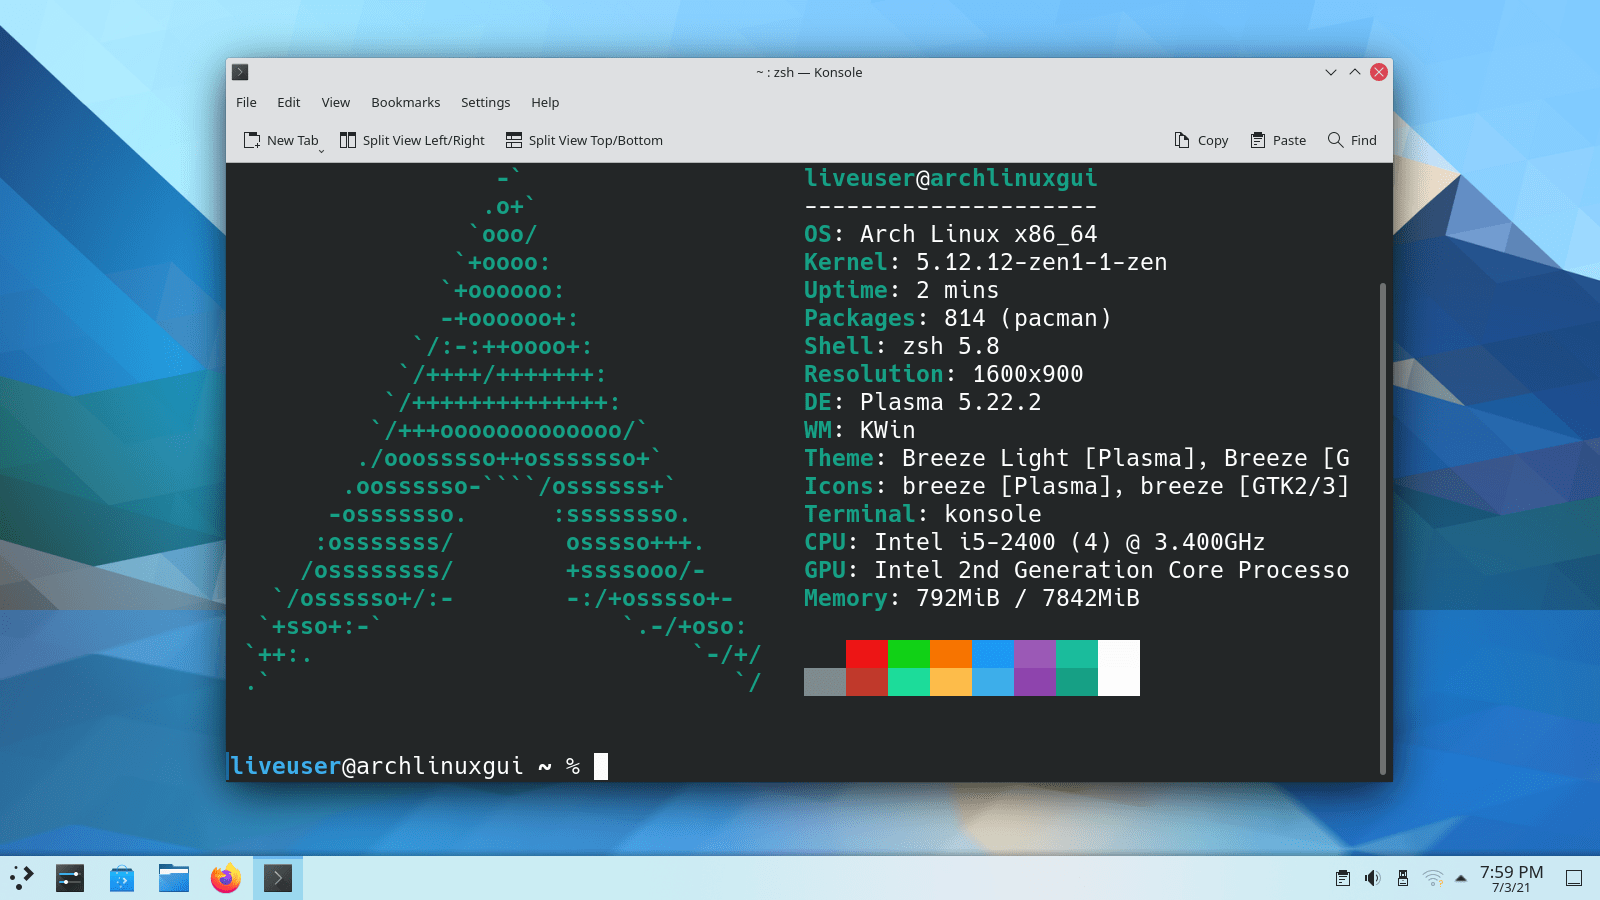 ~ : zsh — Konsole
File Edit View Bookmarks Settings Help
New Tab Split View Left/Right Split View Top/Bottom Copy Paste Find
                   -`
                  .o+`
                 `ooo/
                `+oooo:
               `+oooooo:
               -+oooooo+:
             `/:-:++oooo+:
            `/++++/+++++++:
           `/++++++++++++++:
          `/+++ooooooooooooo/`
         ./ooosssso++osssssso+`
        .oossssso-````/ossssss+`
       -osssssso.      :ssssssso.
      :osssssss/        osssso+++.
     /ossssssss/        +ssssooo/-
   `/ossssso+/:-        -:/+osssso+-
  `+sso+:-`                 `.-/+oso:
 `++:.                           `-/+/
 .`                                 `/
liveuser@archlinuxgui
---------------------
OS: Arch Linux x86_64
Kernel: 5.12.12-zen1-1-zen
Uptime: 2 mins
Packages: 814 (pacman)
Shell: zsh 5.8
Resolution: 1600x900
DE: Plasma 5.22.2
WM: KWin
Theme: Breeze Light [Plasma], Breeze [G
Icons: breeze [Plasma], breeze [GTK2/3]
Terminal: konsole
CPU: Intel i5-2400 (4) @ 3.400GHz
GPU: Intel 2nd Generation Core Processo
Memory: 792MiB / 7842MiB
liveuser@archlinuxgui ~ %
7:59 PM
7/3/21